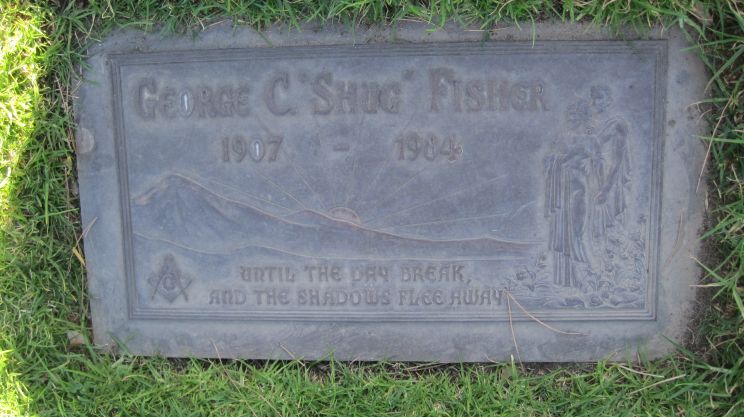 GEORGE C. "SHUG" FISHER
1907 - 1984
UNTIL THE DAY BREAK,
AND THE SHADOWS FLEE AWAY
G